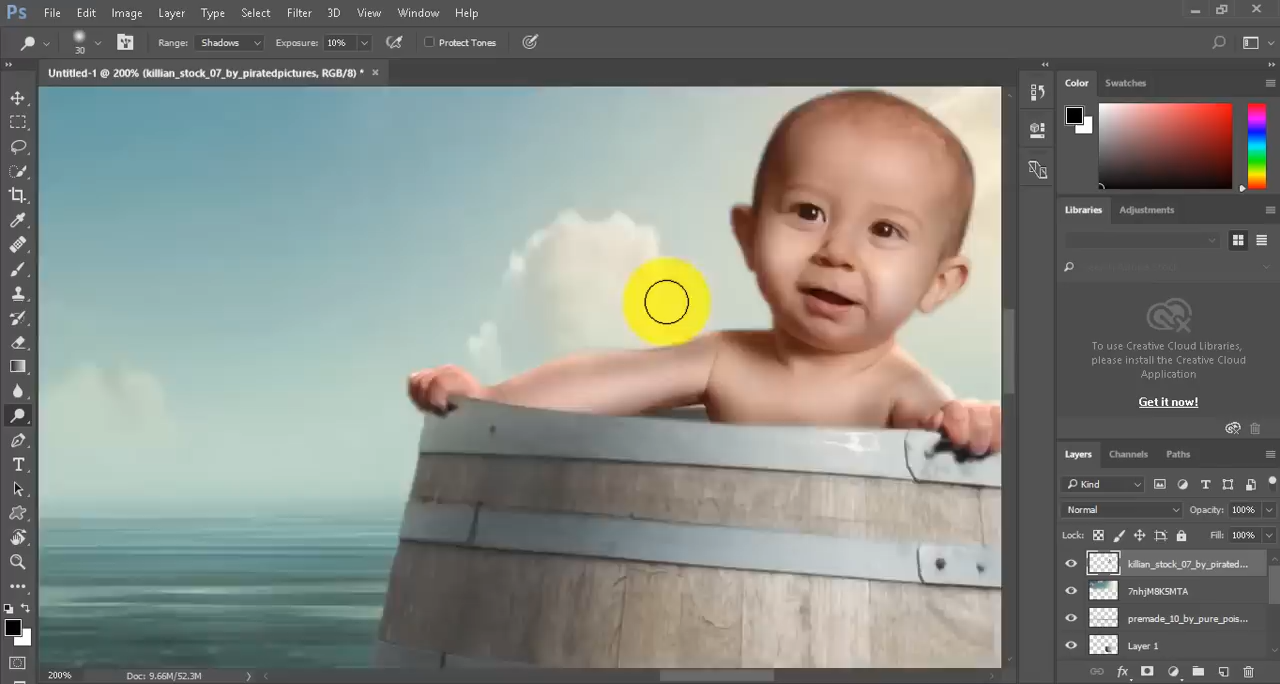 Ps File Edit Image Layer Type Select Filter 3D View Window Help
30 Range: Shadows Exposure: 10% Protect Tones
Untitled-1 @ 200% (killian_stock_07_by_piratedpictures, RGB/8) * ×
Color Swatches
Libraries Adjustments
To use Creative Cloud Libraries,
please install the Creative Cloud
Application
Get it now!
Layers Channels Paths
Kind
Normal Opacity: 100%
Lock: Fill: 100%
kilian_stock_07_by_pirated...
7nhjM8K5MTA
premade_10_by_pure_pois...
Layer 1
200% Doc: 9.66M/52.3M